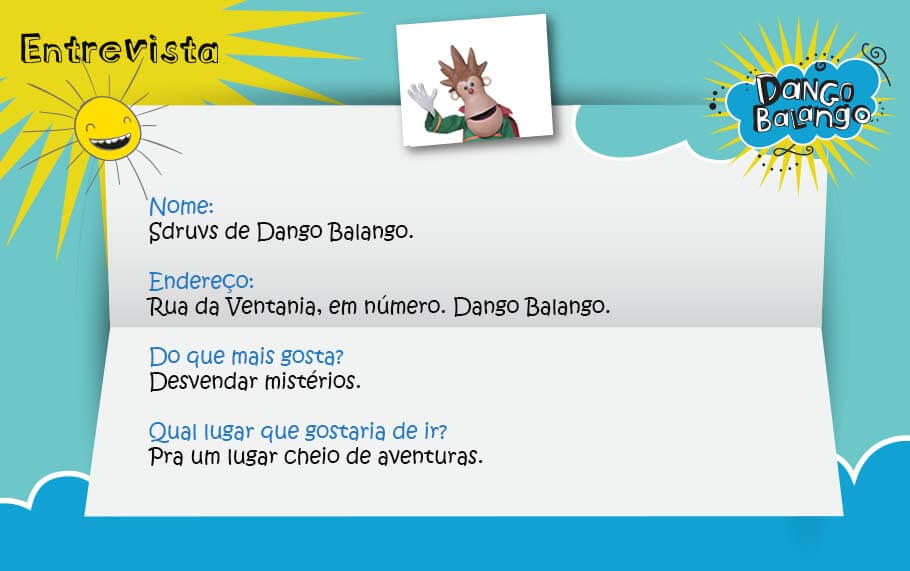 Entrevista
Dango
Balango
Nome:
Sdruvs de Dango Balango.
Endereço:
Rua da Ventania, em número. Dango Balango.
Do que mais gosta?
Desvendar mistérios.
Qual lugar que gostaria de ir?
Pra um lugar cheio de aventuras.